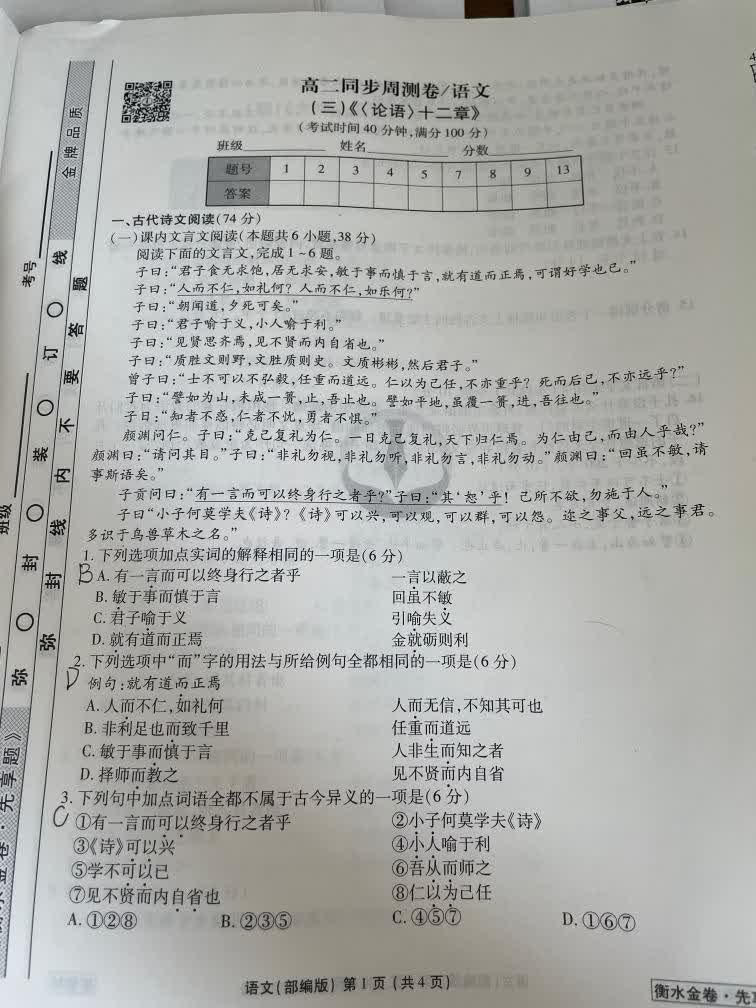 高二同步周测卷/语文
(三)《〈论语〉十二章》
(考试时间40分钟,满分100分)
班级 姓名 分数
题号 1 2 3 4 5 7 8 9 13
答案
一、古代诗文阅读(74分)
(一)课内文言文阅读(本题共6小题,38分)
阅读下面的文言文,完成1~6题。
子曰:“君子食无求饱,居无求安,敏于事而慎于言,就有道而正焉,可谓好学也已。”
子曰:“人而不仁,如礼何?人而不仁,如乐何?”
子曰:“朝闻道,夕死可矣。”
子曰:“君子喻于义,小人喻于利。”
子曰:“见贤思齐焉,见不贤而内自省也。”
子曰:“质胜文则野,文胜质则史。文质彬彬,然后君子。”
曾子曰:“士不可以不弘毅,任重而道远。仁以为己任,不亦重乎?死而后已,不亦远乎?”
子曰:“譬如为山,未成一篑,止,吾止也。譬如平地,虽覆一篑,进,吾往也。”
子曰:“知者不惑,仁者不忧,勇者不惧。”
颜渊问仁。子曰:“克己复礼为仁。一日克己复礼,天下归仁焉。为仁由己,而由人乎哉?”
颜渊曰:“请问其目。”子曰:“非礼勿视,非礼勿听,非礼勿言,非礼勿动。”颜渊曰:“回虽不敏,请
事斯语矣。”
子贡问曰:“有一言而可以终身行之者乎?”子曰:“其‘恕’乎!己所不欲,勿施于人。”
子曰“小子何莫学夫《诗》?《诗》可以兴,可以观,可以群,可以怨。迩之事父,远之事君。
多识于鸟兽草木之名。”
1.下列选项加点实词的解释相同的一项是(6分)
B A.有一言而可以终身行之者乎 一言以蔽之
B.敏于事而慎于言 回虽不敏
C.君子喻于义 引喻失义
D.就有道而正焉 金就砺则利
2.下列选项中“而”字的用法与所给例句全都相同的一项是(6分)
D 例句:就有道而正焉
A.人而不仁,如礼何 人而无信,不知其可也
B.非利足也而致千里 任重而道远
C.敏于事而慎于言 人非生而知之者
D.择师而教之 见不贤而内自省
3.下列句中加点词语全都不属于古今异义的一项是(6分)
C ①有一言而可以终身行之者乎 ②小子何莫学夫《诗》
③《诗》可以兴 ④小人喻于利
⑤学不可以已 ⑥吾从而师之
⑦见不贤而内自省也 ⑧仁以为己任
A.①②⑧ B.②③⑤ C.④⑤⑦ D.①⑥⑦
语文(部编版) 第1页(共4页)
衡水金卷·先
金牌品质
考号
班级
弥 封 装 订 线
弥 封 线 内 不 要 答 题
衡水金卷·先享题》